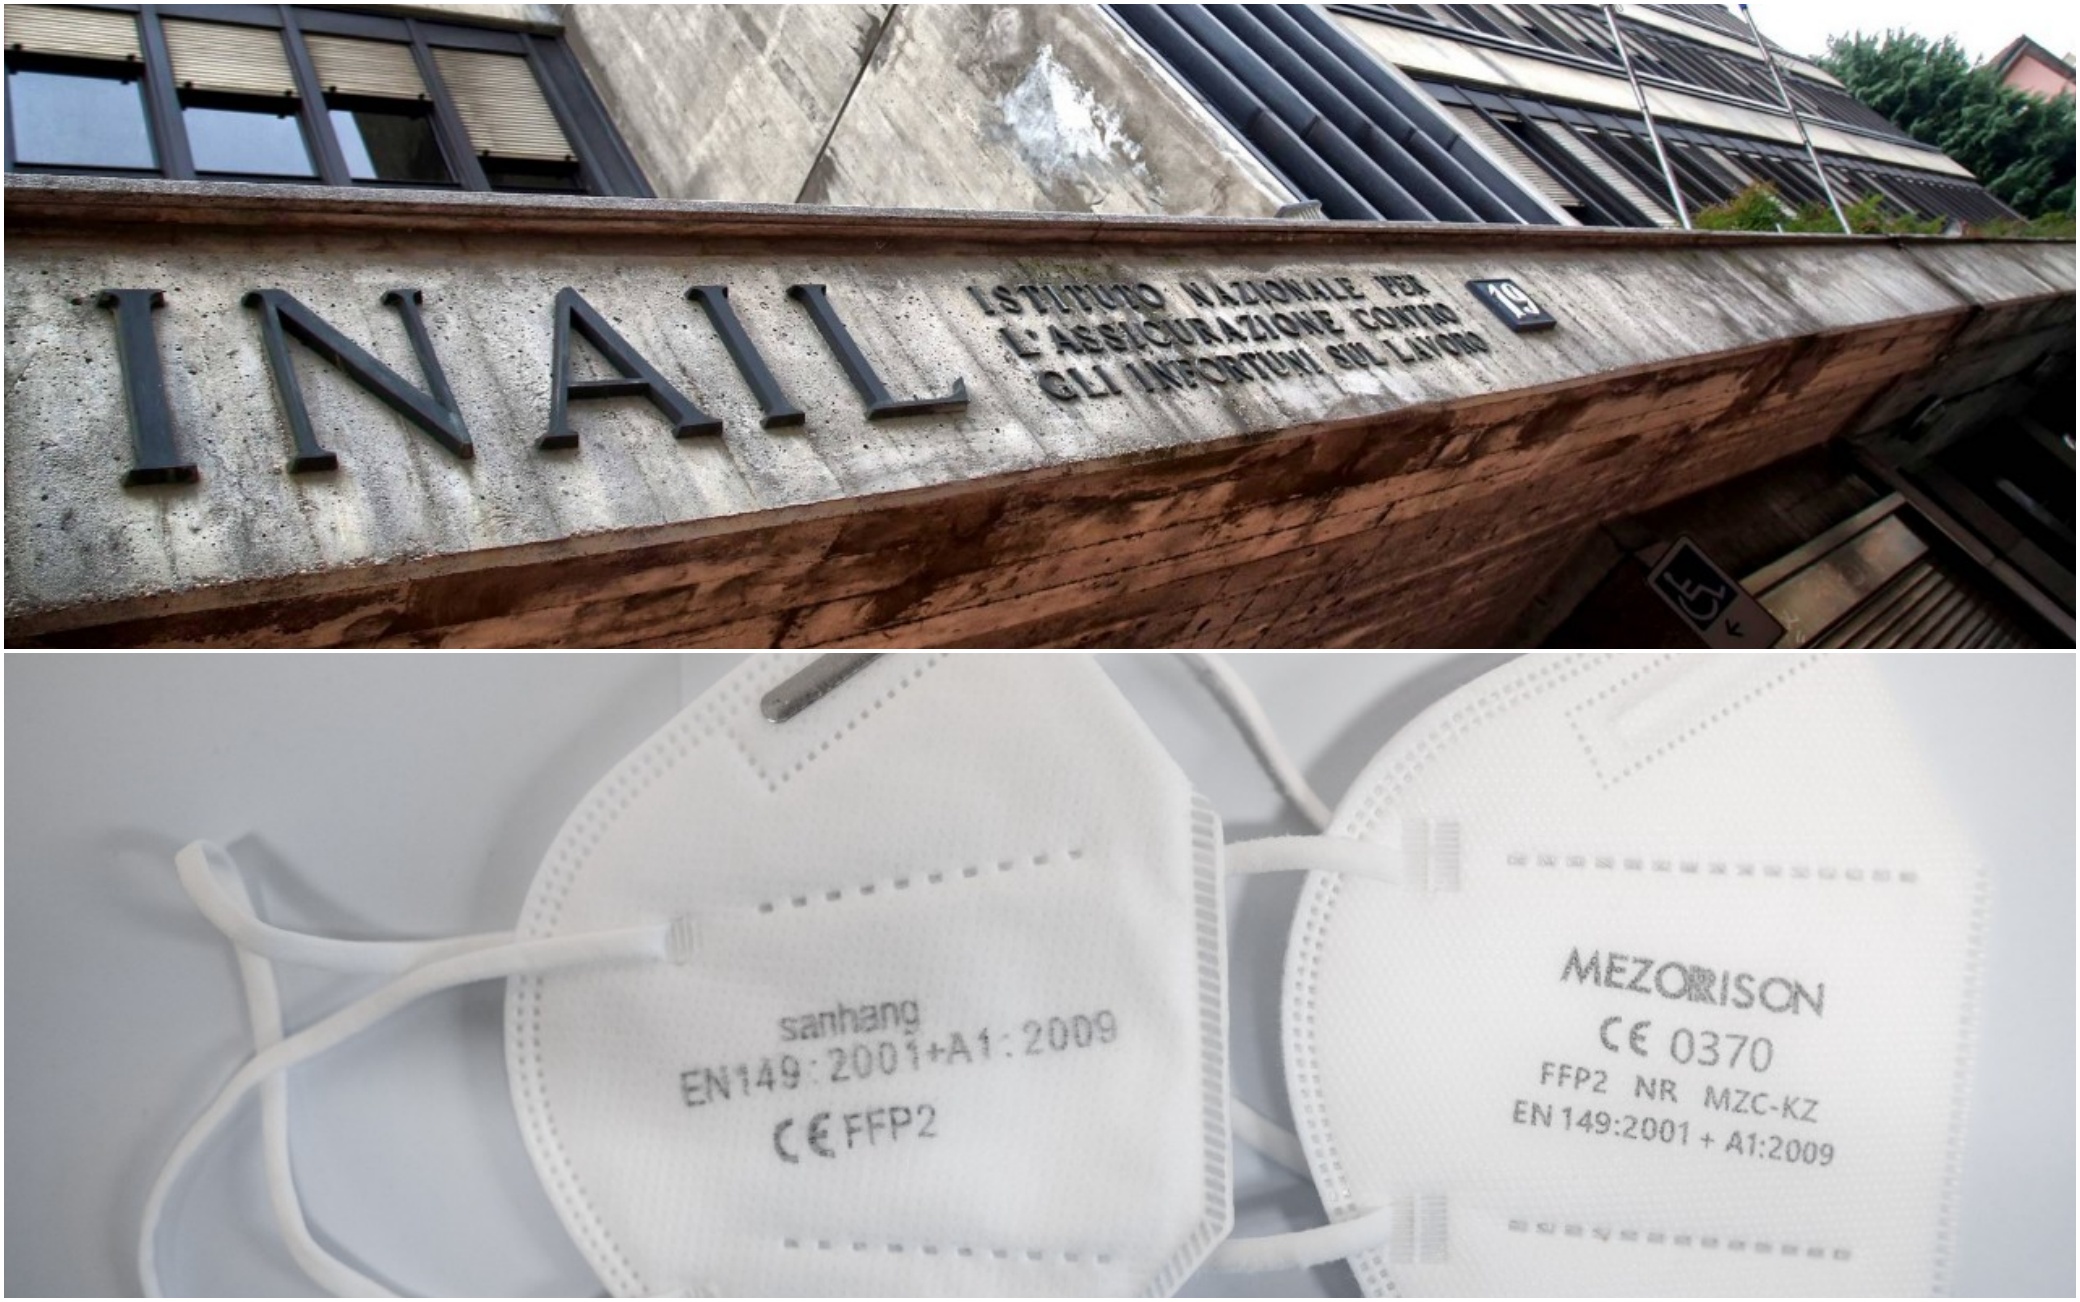 INAIL
ISTITUTO NAZIONALE PER
L'ASSICURAZIONE CONTRO
GLI INFORTUNI SUL LAVORO
19
sanhang
EN149:2001+A1:2009
CE FFP2
MEZORRISON
CE 0370
FFP2 NR MZC-KZ
EN 149:2001 + A1:2009